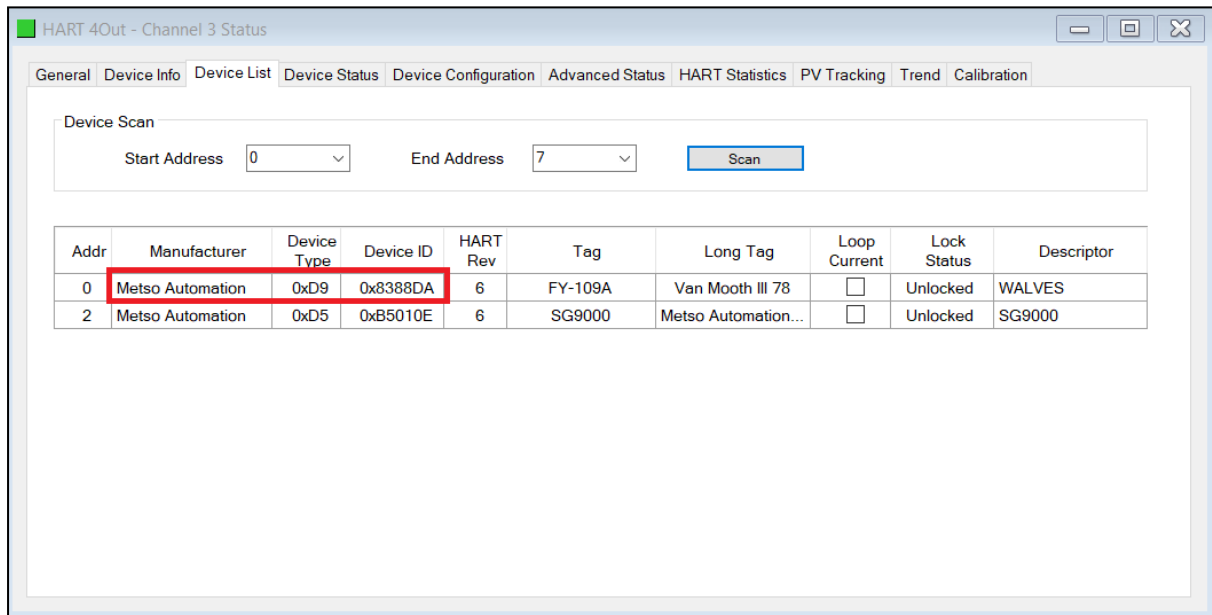 HART 4Out - Channel 3 Status
General Device Info Device List Device Status Device Configuration Advanced Status HART Statistics PV Tracking Trend Calibration
Device Scan
Start Address 0 End Address 7 Scan
Addr Manufacturer Device Type Device ID HART Rev Tag Long Tag Loop Current Lock Status Descriptor
0 Metso Automation 0xD9 0x8388DA 6 FY-109A Van Mooth III 78 Unlocked WALVES
2 Metso Automation 0xD5 0xB5010E 6 SG9000 Metso Automation... Unlocked SG9000